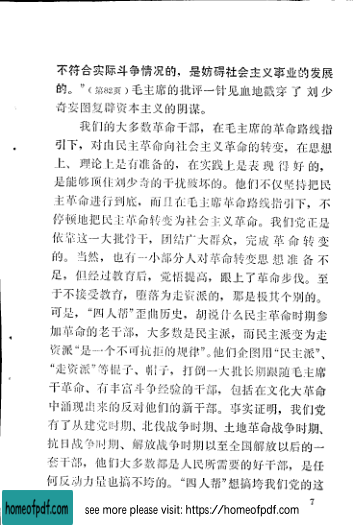 不符合实际斗争情况的，是妨碍社会主义事业的发展
的。”（第82页）毛主席的批评一针见血地戳穿了刘少
奇妄图复辟资本主义的阴谋。
我们的大多数革命干部，在毛主席的革命路线指
引下，对由民主革命向社会主义革命的转变，在思想
上、理论上是有准备的，在实践上是表现得好的，
是能够顶住刘少奇的干扰破坏的。他们不仅坚持把民
主革命进行到底，而且在毛主席革命路线指引下，不
停顿地把民主革命转变为社会主义革命。我们党正是
依靠这一大批骨干，团结广大群众，完成革命转变
的。当然，也有一小部分人对革命转变思想准备不
足，但经过教育后，觉悟提高，跟上了革命步伐。至
于不接受教育，堕落为走资派的，那是极其个别的。
可是，“四人帮”歪曲历史，胡说什么民主革命时期参
加革命的老干部，大多数是民主派，而民主派变为走
资派“是一个不可抗拒的规律”。他们企图用“民主派”、
“走资派”等棍子、帽子，打倒一大批长期跟随毛主席
干革命、有丰富斗争经验的干部，包括在文化大革命
中涌现出来的反对他们的新干部。事实证明，我们党
有了从建党时期、北伐战争时期、土地革命战争时期、
抗日战争时期、解放战争时期以至全国解放以后的一
套干部，他们大多数都是人民所需要的好干部，是任
何反动力量也搞不垮的。“四人帮”想搞垮我们党的这
7
homeofpdf.com
see more please visit: https://homeofpdf.com